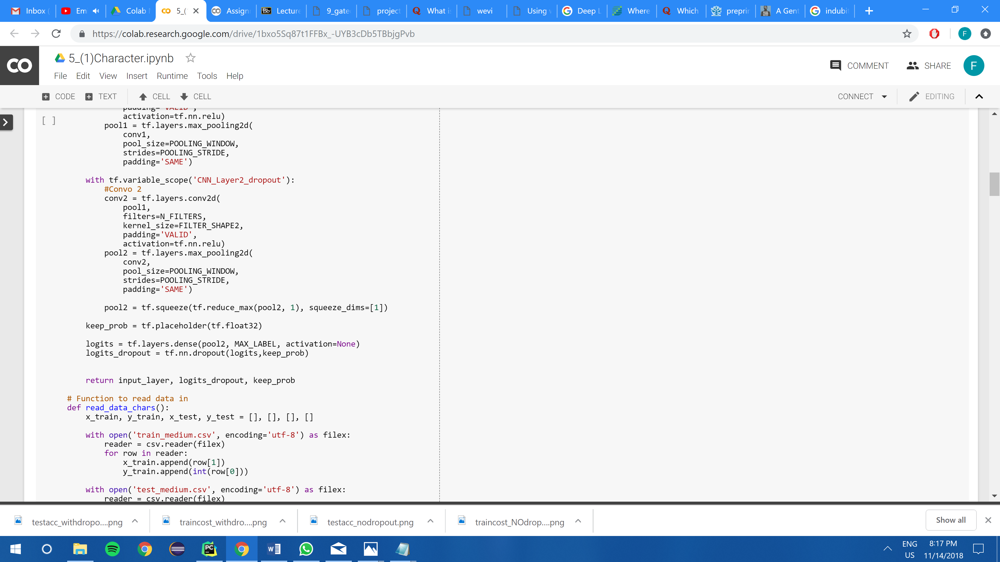 Inbox (
Em
Colab
5_(
Assign
Lecture
9_gate
project
What i
wevi
Using
Deep L
Where
Which
preprin
A Gent
indubi
https://colab.research.google.com/drive/1bxo5Sq87t1FFBx_-UYB3cDb5TBbjgPvb
F
CO
5_(1)Character.ipynb
COMMENT
SHARE
F
File Edit View Insert Runtime Tools Help
CODE TEXT CELL CELL
CONNECT
EDITING
padding='VALID',
[ ]
activation=tf.nn.relu)
pool1 = tf.layers.max_pooling2d(
conv1,
pool_size=POOLING_WINDOW,
strides=POOLING_STRIDE,
padding='SAME')
with tf.variable_scope('CNN_Layer2_dropout'):
#Convo 2
conv2 = tf.layers.conv2d(
pool1,
filters=N_FILTERS,
kernel_size=FILTER_SHAPE2,
padding='VALID',
activation=tf.nn.relu)
pool2 = tf.layers.max_pooling2d(
conv2,
pool_size=POOLING_WINDOW,
strides=POOLING_STRIDE,
padding='SAME')
pool2 = tf.squeeze(tf.reduce_max(pool2, 1), squeeze_dims=[1])
keep_prob = tf.placeholder(tf.float32)
logits = tf.layers.dense(pool2, MAX_LABEL, activation=None)
logits_dropout = tf.nn.dropout(logits,keep_prob)
return input_layer, logits_dropout, keep_prob
# Function to read data in
def read_data_chars():
x_train, y_train, x_test, y_test = [], [], [], []
with open('train_medium.csv', encoding='utf-8') as filex:
reader = csv.reader(filex)
for row in reader:
x_train.append(row[1])
y_train.append(int(row[0]))
with open('test_medium.csv', encoding='utf-8') as filex:
reader = csv.reader(filex)
testacc_withdropo....png
traincost_withdro....png
testacc_nodropout.png
traincost_NOdrop....png
Show all
ENG
US
8:17 PM
11/14/2018